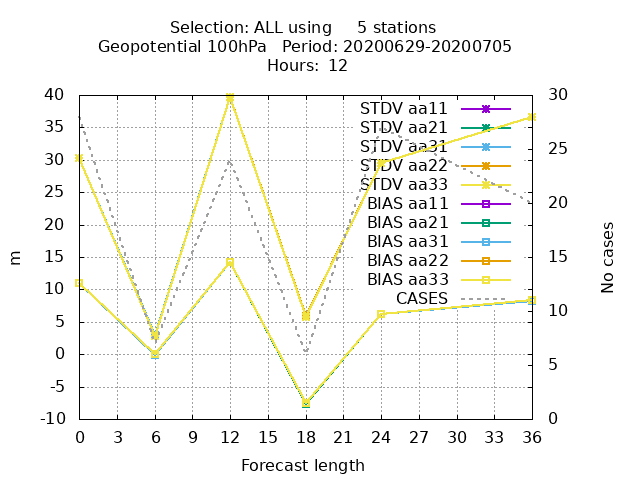 Selection: ALL using     5 stations
Geopotential 100hPa   Period: 20200629-20200705
Hours:  12
40
35
30
25
20
15
10
5
0
-5
-10
m
30
25
20
15
10
5
0
No cases
STDV aa11
STDV aa21
STDV aa31
STDV aa22
STDV aa33
BIAS aa11
BIAS aa21
BIAS aa31
BIAS aa22
BIAS aa33
CASES
0 3 6 9 12 15 18 21 24 27 30 33 36
Forecast length